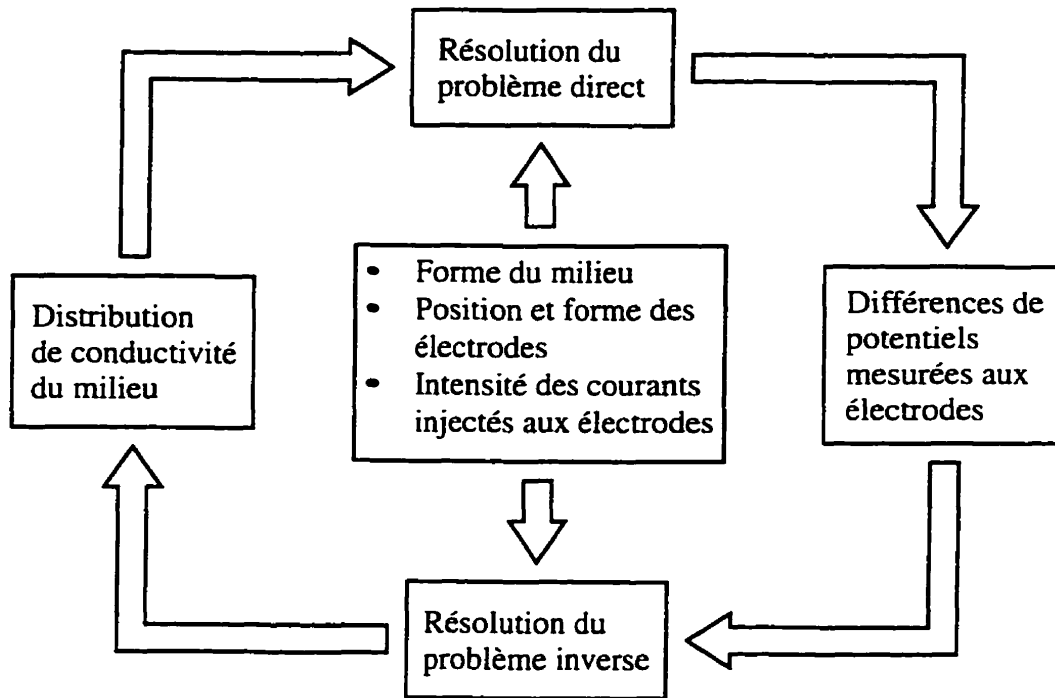 Résolution du
problème direct
• Forme du milieu
• Position et forme des
électrodes
• Intensité des courants
injectés aux électrodes
Distribution
de conductivité
du milieu
Différences de
potentiels
mesurées aux
électrodes
Résolution du
problème inverse